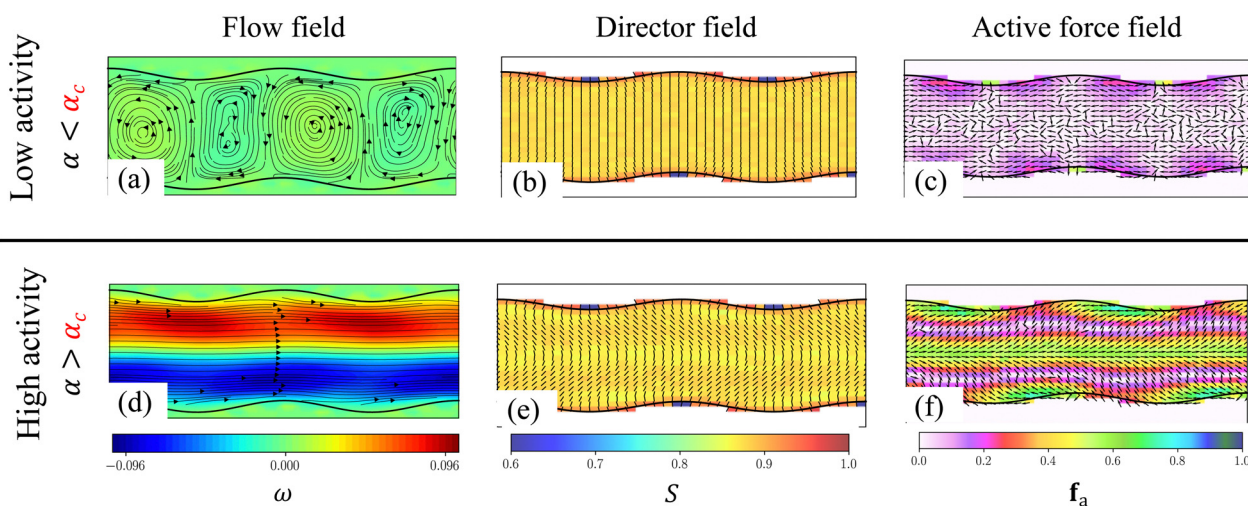 Flow field
Director field
Active force field
Low activity
α < α_c
(a)
(b)
(c)
High activity
α > α_c
(d)
(e)
(f)
−0.096 0.000 0.096
0.6 0.7 0.8 0.9 1.0
0.0 0.2 0.4 0.6 0.8 1.0
ω
S
f_a